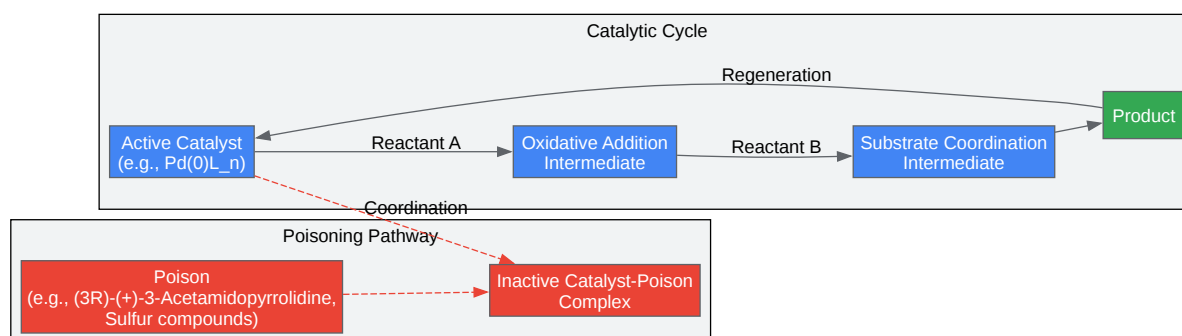 Catalytic Cycle
Regeneration
Product
Active Catalyst
(e.g., Pd(0)L_n)
Reactant A
Oxidative Addition
Intermediate
Reactant B
Substrate Coordination
Intermediate
Coordination
Poisoning Pathway
Poison
(e.g., (3R)-(+)-3-Acetamidopyrrolidine,
Sulfur compounds)
Inactive Catalyst-Poison
Complex